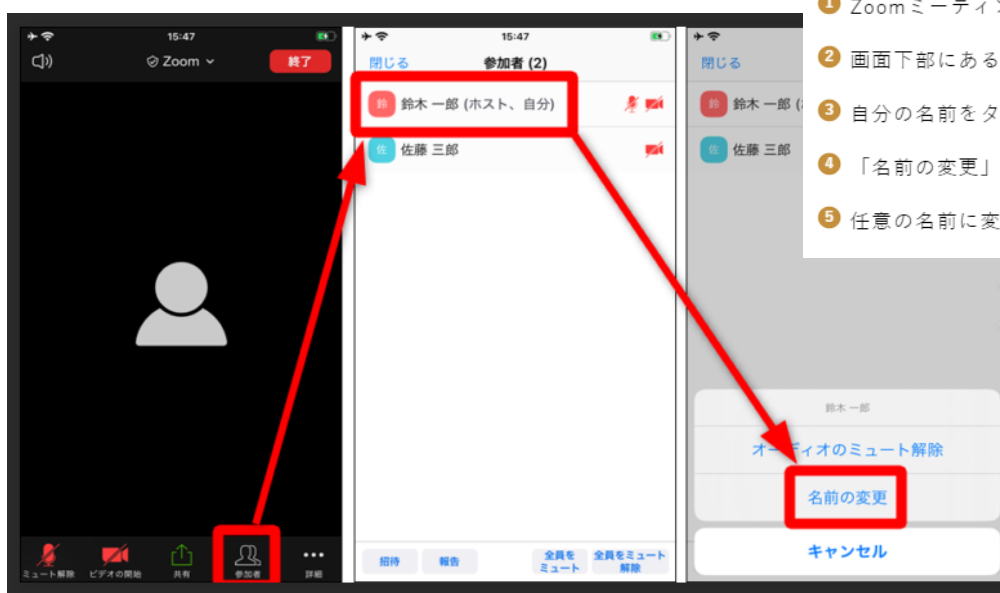 15:47
Zoom
終了
ミュート解除
ビデオの開始
共有
参加者
詳細
15:47
閉じる
参加者 (2)
鈴
鈴木 一郎 (ホスト、自分)
佐
佐藤 三郎
招待
報告
全員を
ミュート
全員をミュート
解除
閉じる
鈴
鈴木 一郎 (
佐
佐藤 三郎
鈴木 一郎
オーディオのミュート解除
名前の変更
キャンセル
1 Zoomミーティン
2 画面下部にある
3 自分の名前をタ
4 「名前の変更」
5 任意の名前に変